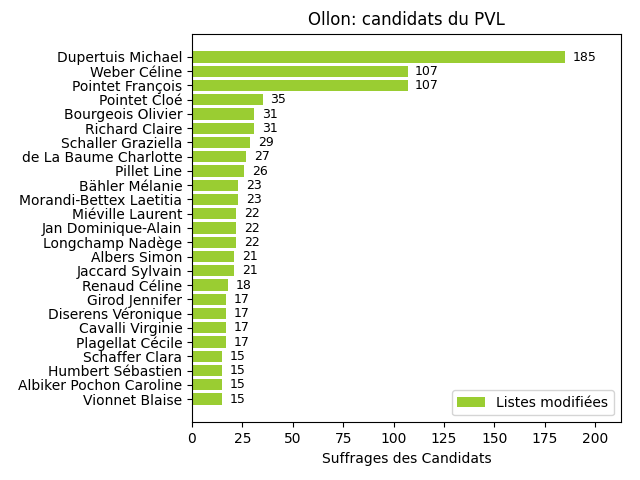 Ollon: candidats du PVL
Dupertuis Michael 185
Weber Céline 107
Pointet François 107
Pointet Cloé 35
Bourgeois Olivier 31
Richard Claire 31
Schaller Graziella 29
de La Baume Charlotte 27
Pillet Line 26
Bähler Mélanie 23
Morandi-Bettex Laetitia 23
Miéville Laurent 22
Jan Dominique-Alain 22
Longchamp Nadège 22
Albers Simon 21
Jaccard Sylvain 21
Renaud Céline 18
Girod Jennifer 17
Diserens Véronique 17
Cavalli Virginie 17
Plagellat Cécile 17
Schaffer Clara 15
Humbert Sébastien 15
Albiker Pochon Caroline 15
Vionnet Blaise 15
Listes modifiées
0 25 50 75 100 125 150 175 200
Suffrages des Candidats